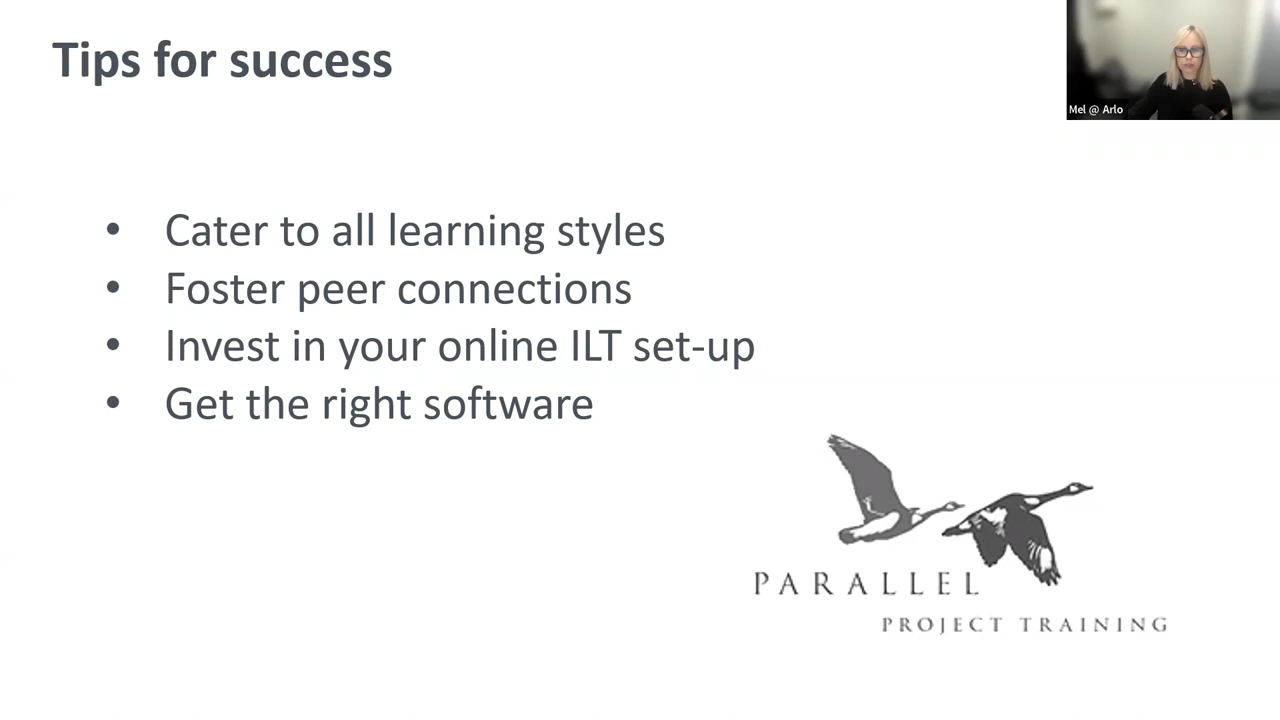 Tips for success
Mel @ Arlo
• Cater to all learning styles
• Foster peer connections
• Invest in your online ILT set-up
• Get the right software
PARALLEL
PROJECT TRAINING